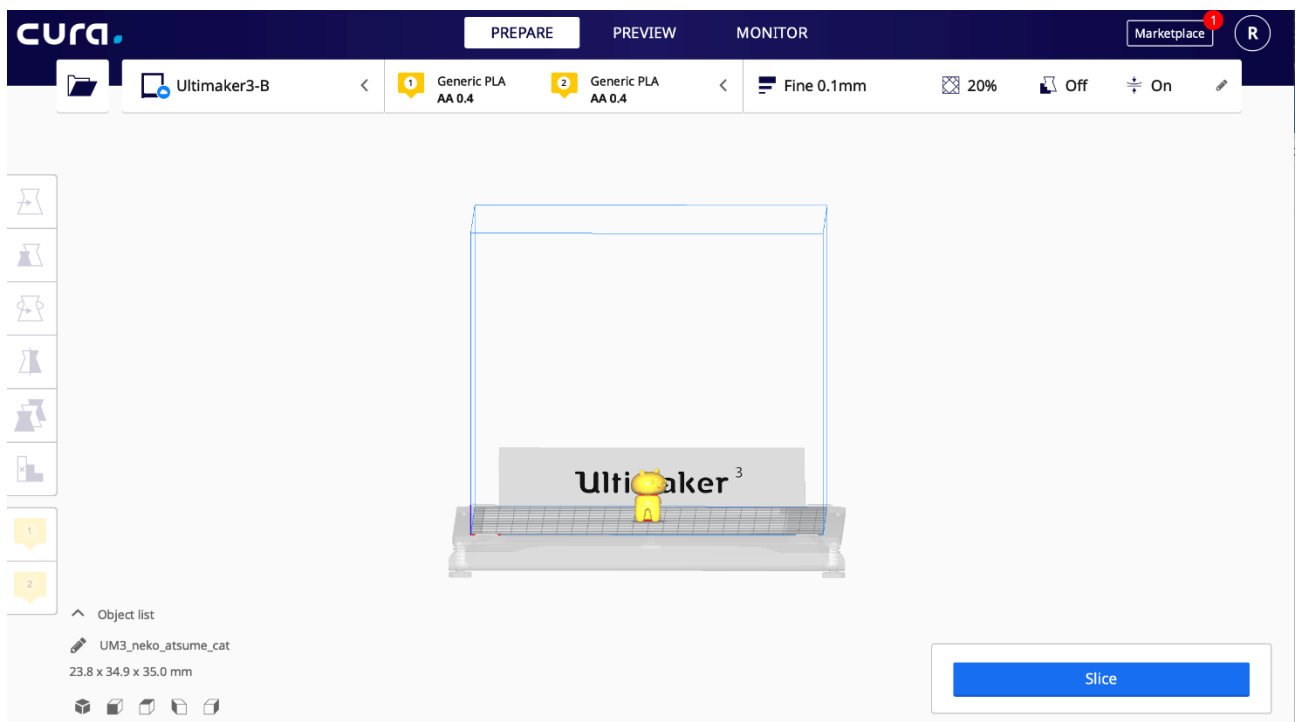 cura.
PREPARE PREVIEW MONITOR
Marketplace 1
R
Ultimaker3-B
1 Generic PLA
AA 0.4
2 Generic PLA
AA 0.4
Fine 0.1mm 20% Off On
Ultimaker 3
1
2
Object list
UM3_neko_atsume_cat
23.8 x 34.9 x 35.0 mm
Slice